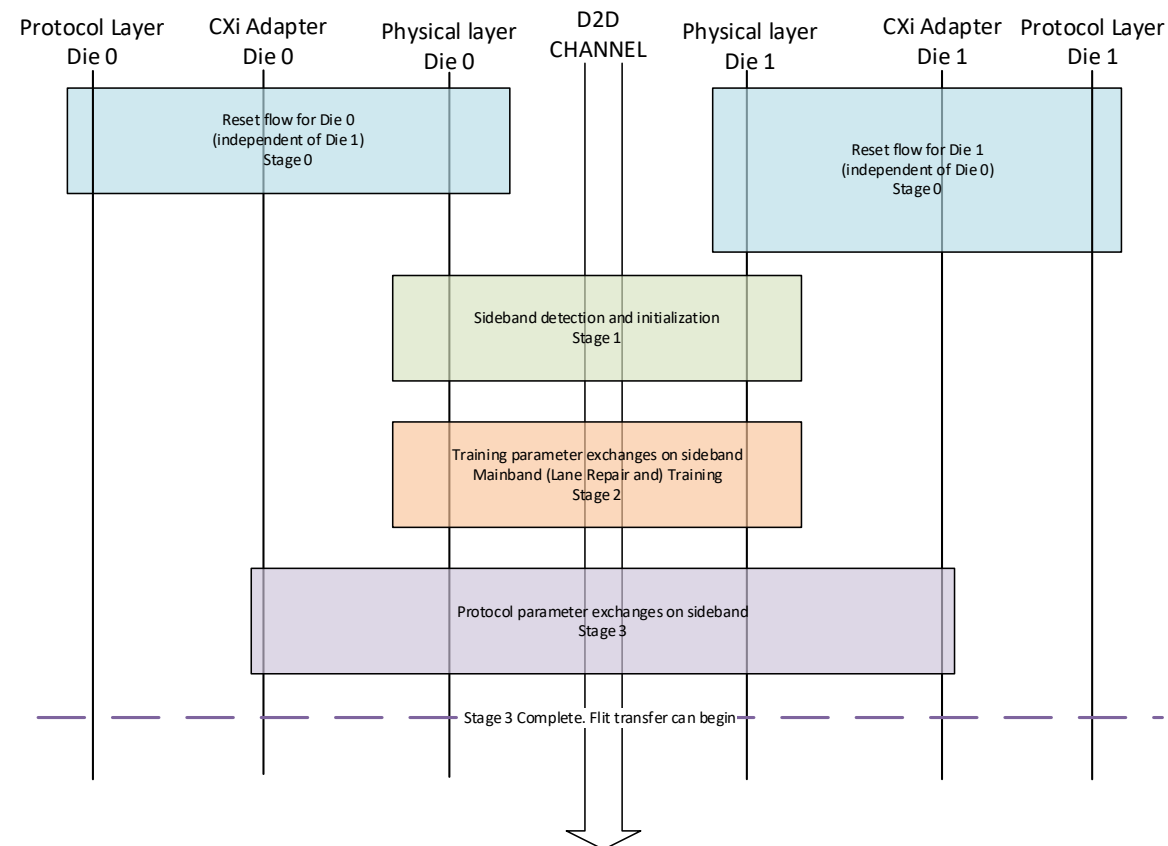 Protocol Layer
Die 0
CXi Adapter
Die 0
Physical layer
Die 0
D2D
CHANNEL
Physical layer
Die 1
CXi Adapter
Die 1
Protocol Layer
Die 1
Reset flow for Die 0
(independent of Die 1)
Stage 0
Reset flow for Die 1
(independent of Die 0)
Stage 0
Sideband detection and initialization
Stage 1
Training parameter exchanges on sideband
Mainband (Lane Repair and) Training
Stage 2
Protocol parameter exchanges on sideband
Stage 3
Stage 3 Complete. Flit transfer can begin